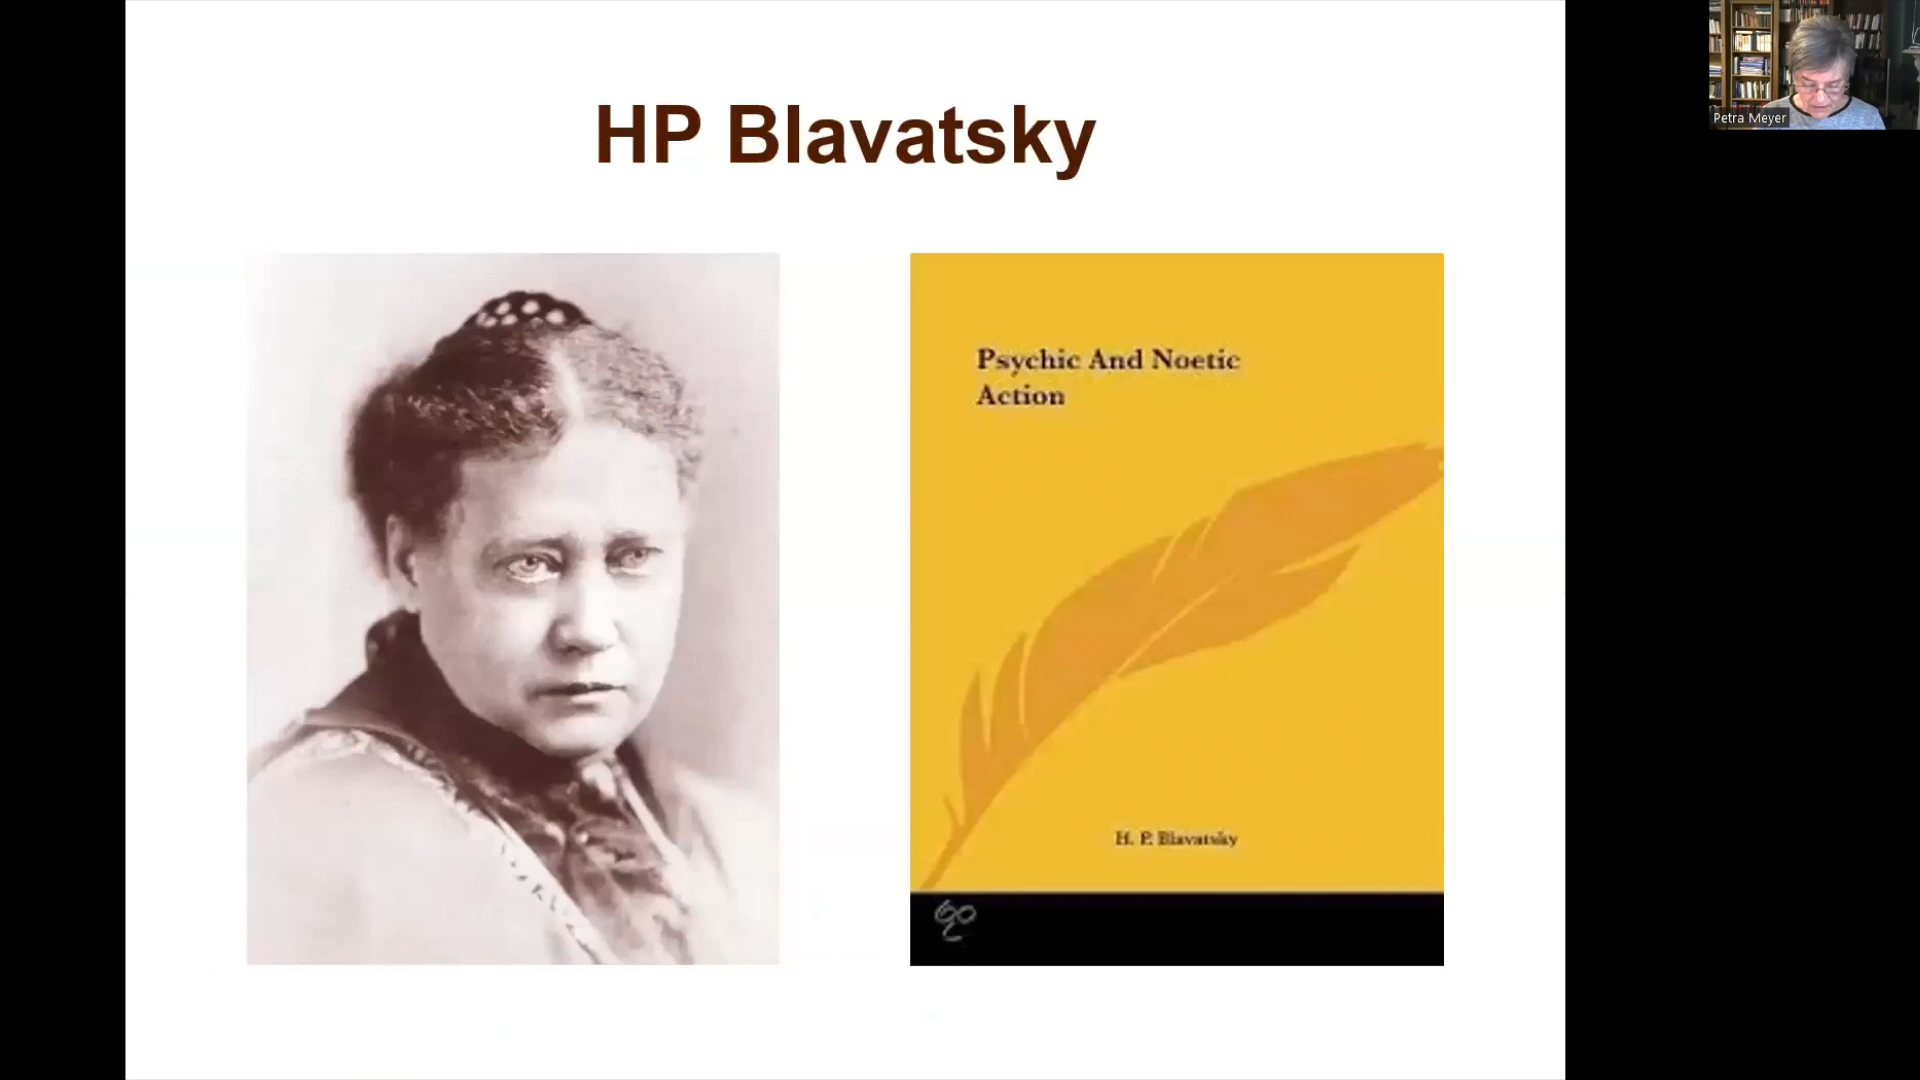 HP Blavatsky
Petra Meyer
Psychic And Noetic
Action
H. P. Blavatsky